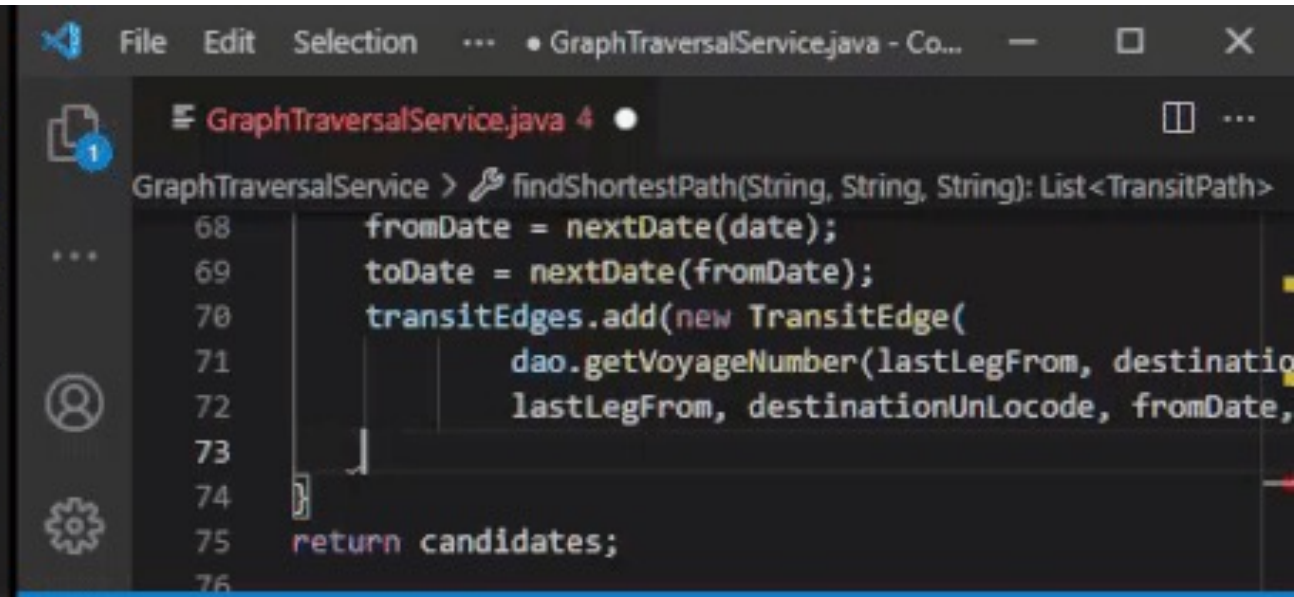 File Edit Selection ··· ● GraphTraversalService.java - Co...
GraphTraversalService.java 4 ●
1
GraphTraversalService > findShortestPath(String, String, String): List<TransitPath>
68 fromDate = nextDate(date);
69 toDate = nextDate(fromDate);
70 transitEdges.add(new TransitEdge(
71 dao.getVoyageNumber(lastLegFrom, destinatio
72 lastLegFrom, destinationUnLocode, fromDate,
73
74 }
75 return candidates;
76